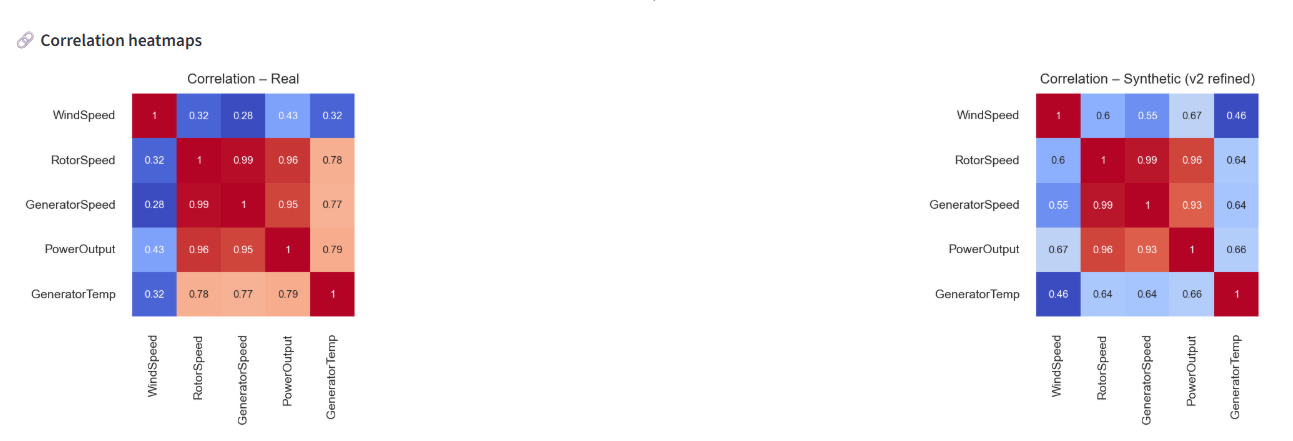 🔗 Correlation heatmaps
Correlation – Real
WindSpeed 1 0.32 0.28 0.43 0.32
RotorSpeed 0.32 1 0.99 0.96 0.78
GeneratorSpeed 0.28 0.99 1 0.95 0.77
PowerOutput 0.43 0.96 0.95 1 0.79
GeneratorTemp 0.32 0.78 0.77 0.79 1
WindSpeed RotorSpeed GeneratorSpeed PowerOutput GeneratorTemp
Correlation – Synthetic (v2 refined)
WindSpeed 1 0.6 0.55 0.67 0.46
RotorSpeed 0.6 1 0.99 0.96 0.64
GeneratorSpeed 0.55 0.99 1 0.93 0.64
PowerOutput 0.67 0.96 0.93 1 0.66
GeneratorTemp 0.46 0.64 0.64 0.66 1
WindSpeed RotorSpeed GeneratorSpeed PowerOutput GeneratorTemp